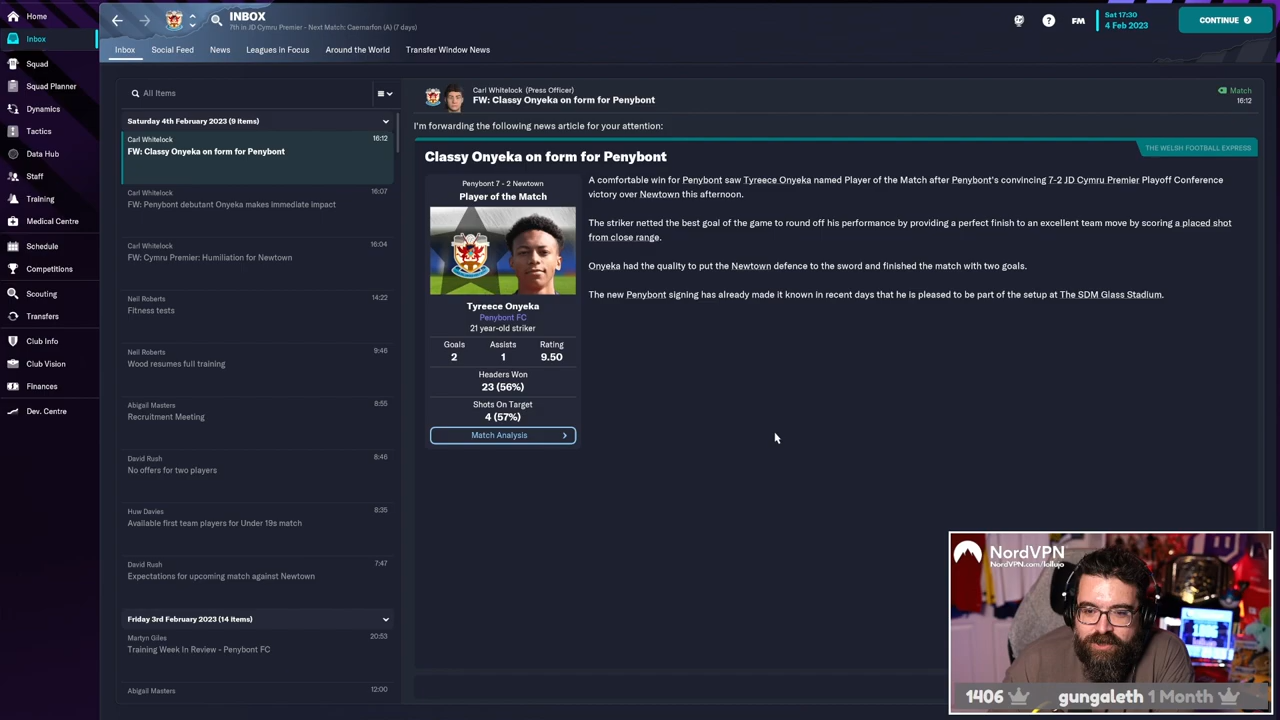 Home
Inbox
Squad
Squad Planner
Dynamics
Tactics
Data Hub
Staff
Training
Medical Centre
Schedule
Competitions
Scouting
Transfers
Club Info
Club Vision
Finances
Dev. Centre
INBOX
7th in JD Cymru Premier - Next Match: Caernarfon (A) (7 days)
FM
Sat 17:30
4 Feb 2023
CONTINUE
Inbox
Social Feed
News
Leagues in Focus
Around the World
Transfer Window News
All Items
Saturday 4th February 2023 (9 Items)
Carl Whitelock 16:12
FW: Classy Onyeka on form for Penybont
Carl Whitelock 16:07
FW: Penybont debutant Onyeka makes immediate impact
Carl Whitelock 16:04
FW: Cymru Premier: Humiliation for Newtown
Neil Roberts 14:22
Fitness tests
Neil Roberts 9:46
Wood resumes full training
Abigail Masters 8:55
Recruitment Meeting
David Rush 8:46
No offers for two players
Huw Davies 8:35
Available first team players for Under 19s match
David Rush 7:47
Expectations for upcoming match against Newtown
Friday 3rd February 2023 (14 Items)
Martyn Giles 20:53
Training Week In Review - Penybont FC
Abigail Masters 12:00
Carl Whitelock (Press Officer)
FW: Classy Onyeka on form for Penybont
Match
16:12
I'm forwarding the following news article for your attention:
THE WELSH FOOTBALL EXPRESS
Classy Onyeka on form for Penybont
Penybont 7 - 2 Newtown
Player of the Match
Tyreece Onyeka
Penybont FC
21 year-old striker
Goals Assists Rating
2 1 9.50
Headers Won
23 (56%)
Shots On Target
4 (57%)
Match Analysis
A comfortable win for Penybont saw Tyreece Onyeka named Player of the Match after Penybont's convincing 7-2 JD Cymru Premier Playoff Conference
victory over Newtown this afternoon.
The striker netted the best goal of the game to round off his performance by providing a perfect finish to an excellent team move by scoring a placed shot
from close range.
Onyeka had the quality to put the Newtown defence to the sword and finished the match with two goals.
The new Penybont signing has already made it known in recent days that he is pleased to be part of the setup at The SDM Glass Stadium.
NordVPN
NordVPN.com/lollujo
1406
gungaleth 1 Month